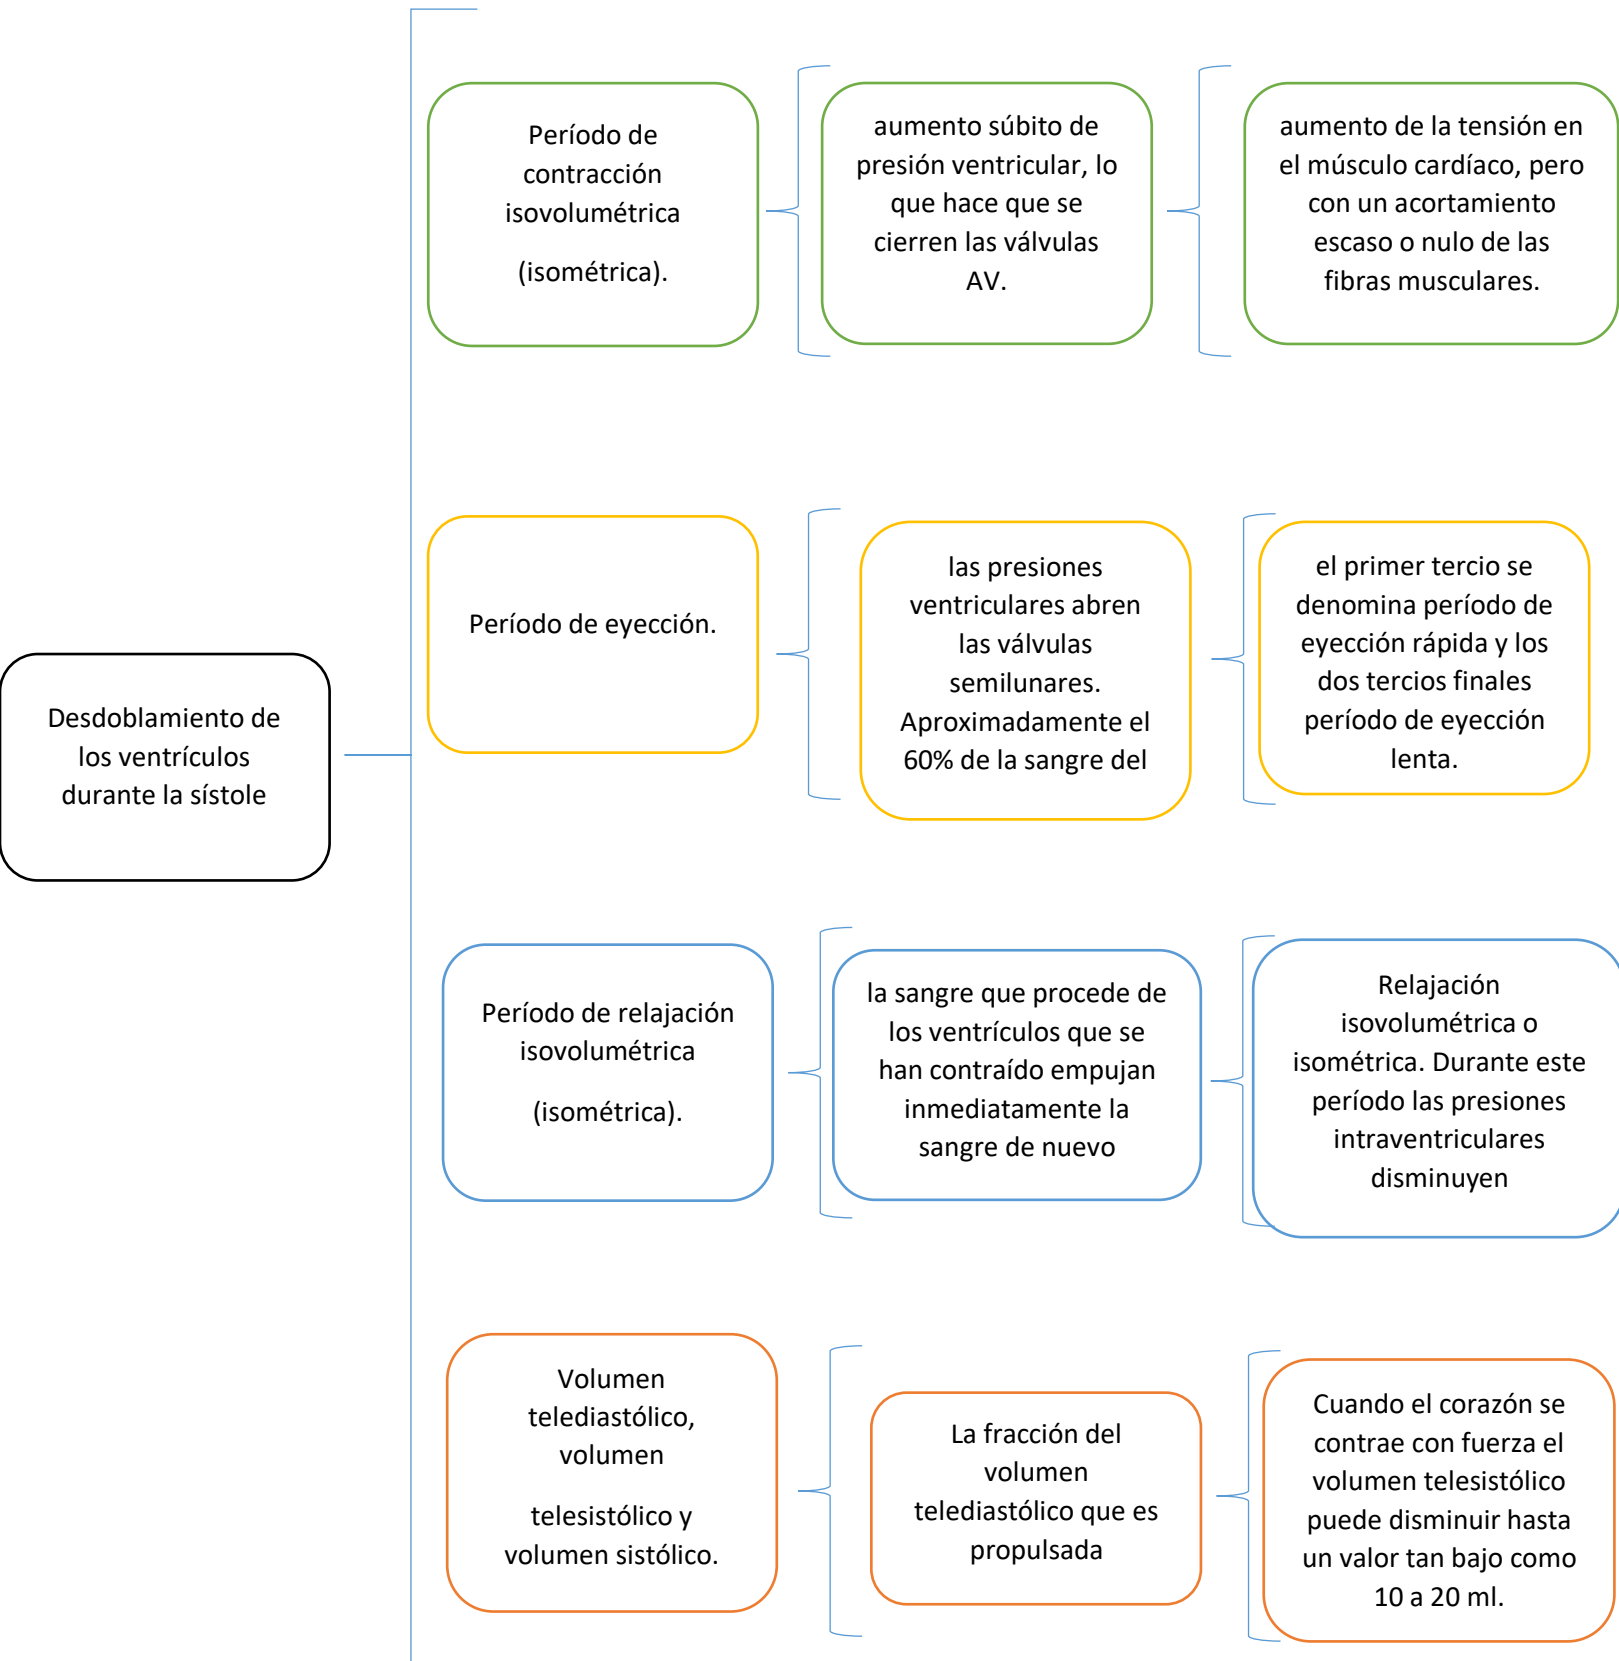 Desdoblamiento de
los ventrículos
durante la sístole
Período de
contracción
isovolumétrica
(isométrica).
aumento súbito de
presión ventricular, lo
que hace que se
cierren las válvulas
AV.
aumento de la tensión en
el músculo cardíaco, pero
con un acortamiento
escaso o nulo de las
fibras musculares.
Período de eyección.
las presiones
ventriculares abren
las válvulas
semilunares.
Aproximadamente el
60% de la sangre del
el primer tercio se
denomina período de
eyección rápida y los
dos tercios finales
período de eyección
lenta.
Período de relajación
isovolumétrica
(isométrica).
la sangre que procede de
los ventrículos que se
han contraído empujan
inmediatamente la
sangre de nuevo
Relajación
isovolumétrica o
isométrica. Durante este
período las presiones
intraventriculares
disminuyen
Volumen
telediastólico,
volumen
telesistólico y
volumen sistólico.
La fracción del
volumen
telediastólico que es
propulsada
Cuando el corazón se
contrae con fuerza el
volumen telesistólico
puede disminuir hasta
un valor tan bajo como
10 a 20 ml.